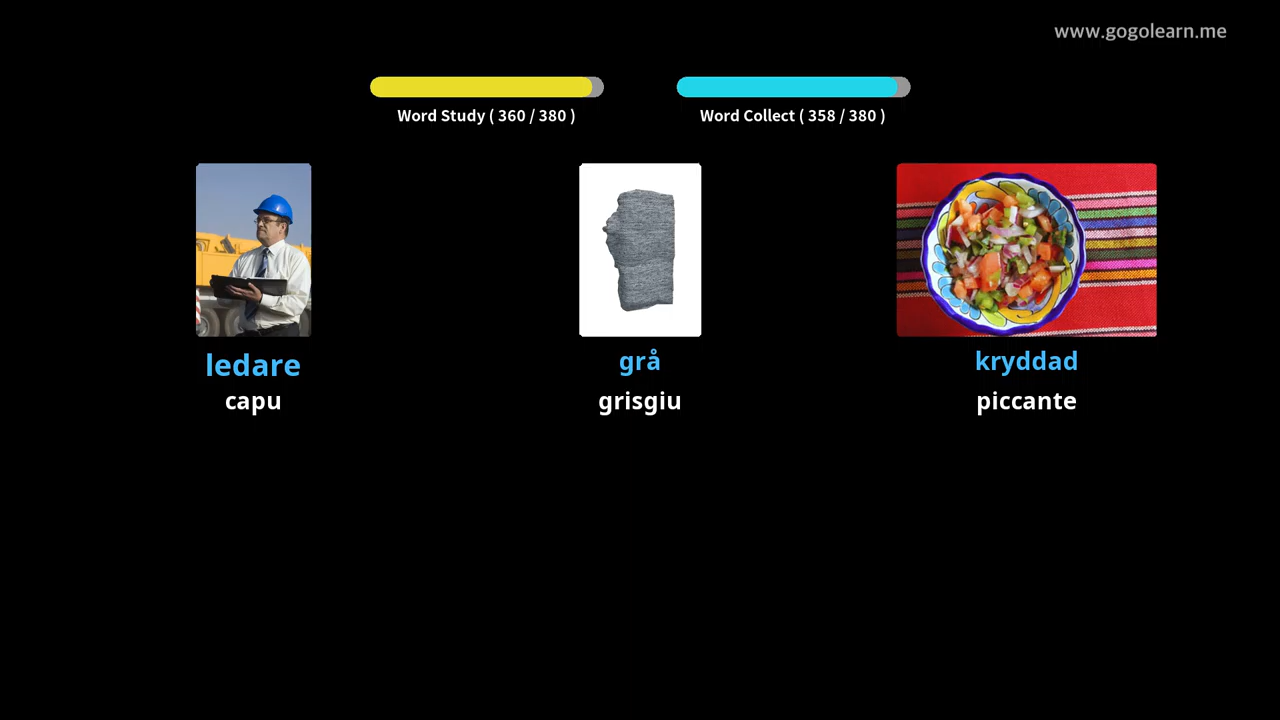 www.gogolearn.me
Word Study ( 360 / 380 )
Word Collect ( 358 / 380 )
ledare
grå
kryddad
capu
grisgiu
piccante